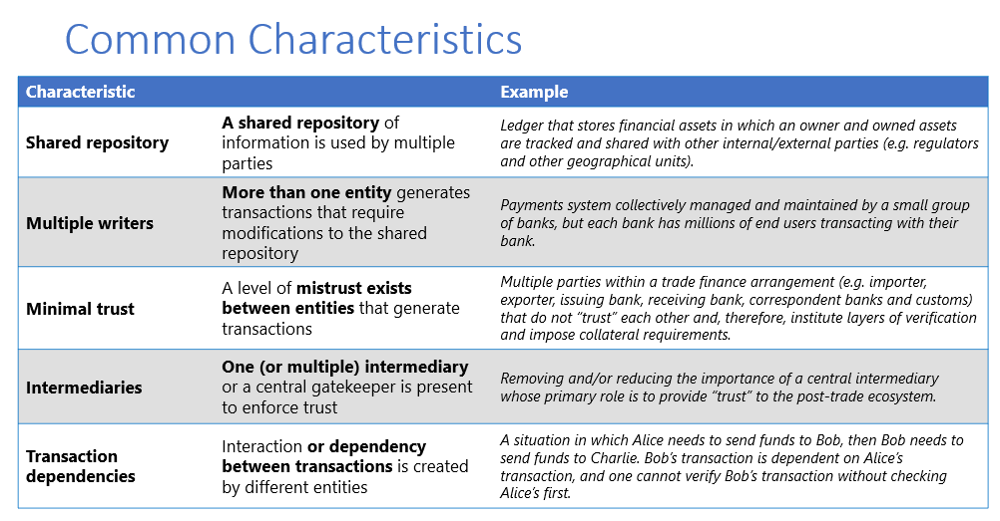 Common Characteristics
Characteristic
Example
Shared repository
A shared repository of
information is used by multiple
parties
Ledger that stores financial assets in which an owner and owned assets
are tracked and shared with other internal/external parties (e.g. regulators
and other geographical units).
Multiple writers
More than one entity generates
transactions that require
modifications to the shared
repository
Payments system collectively managed and maintained by a small group
of banks, but each bank has millions of end users transacting with their
bank.
Minimal trust
A level of mistrust exists
between entities that generate
transactions
Multiple parties within a trade finance arrangement (e.g. importer,
exporter, issuing bank, receiving bank, correspondent banks and customs)
that do not “trust” each other and, therefore, institute layers of verification
and impose collateral requirements.
Intermediaries
One (or multiple) intermediary
or a central gatekeeper is present
to enforce trust
Removing and/or reducing the importance of a central intermediary
whose primary role is to provide “trust” to the post-trade ecosystem.
Transaction
dependencies
Interaction or dependency
between transactions is created
by different entities
A situation in which Alice needs to send funds to Bob, then Bob needs to
send funds to Charlie. Bob’s transaction is dependent on Alice’s
transaction, and one cannot verify Bob’s transaction without checking
Alice’s first.